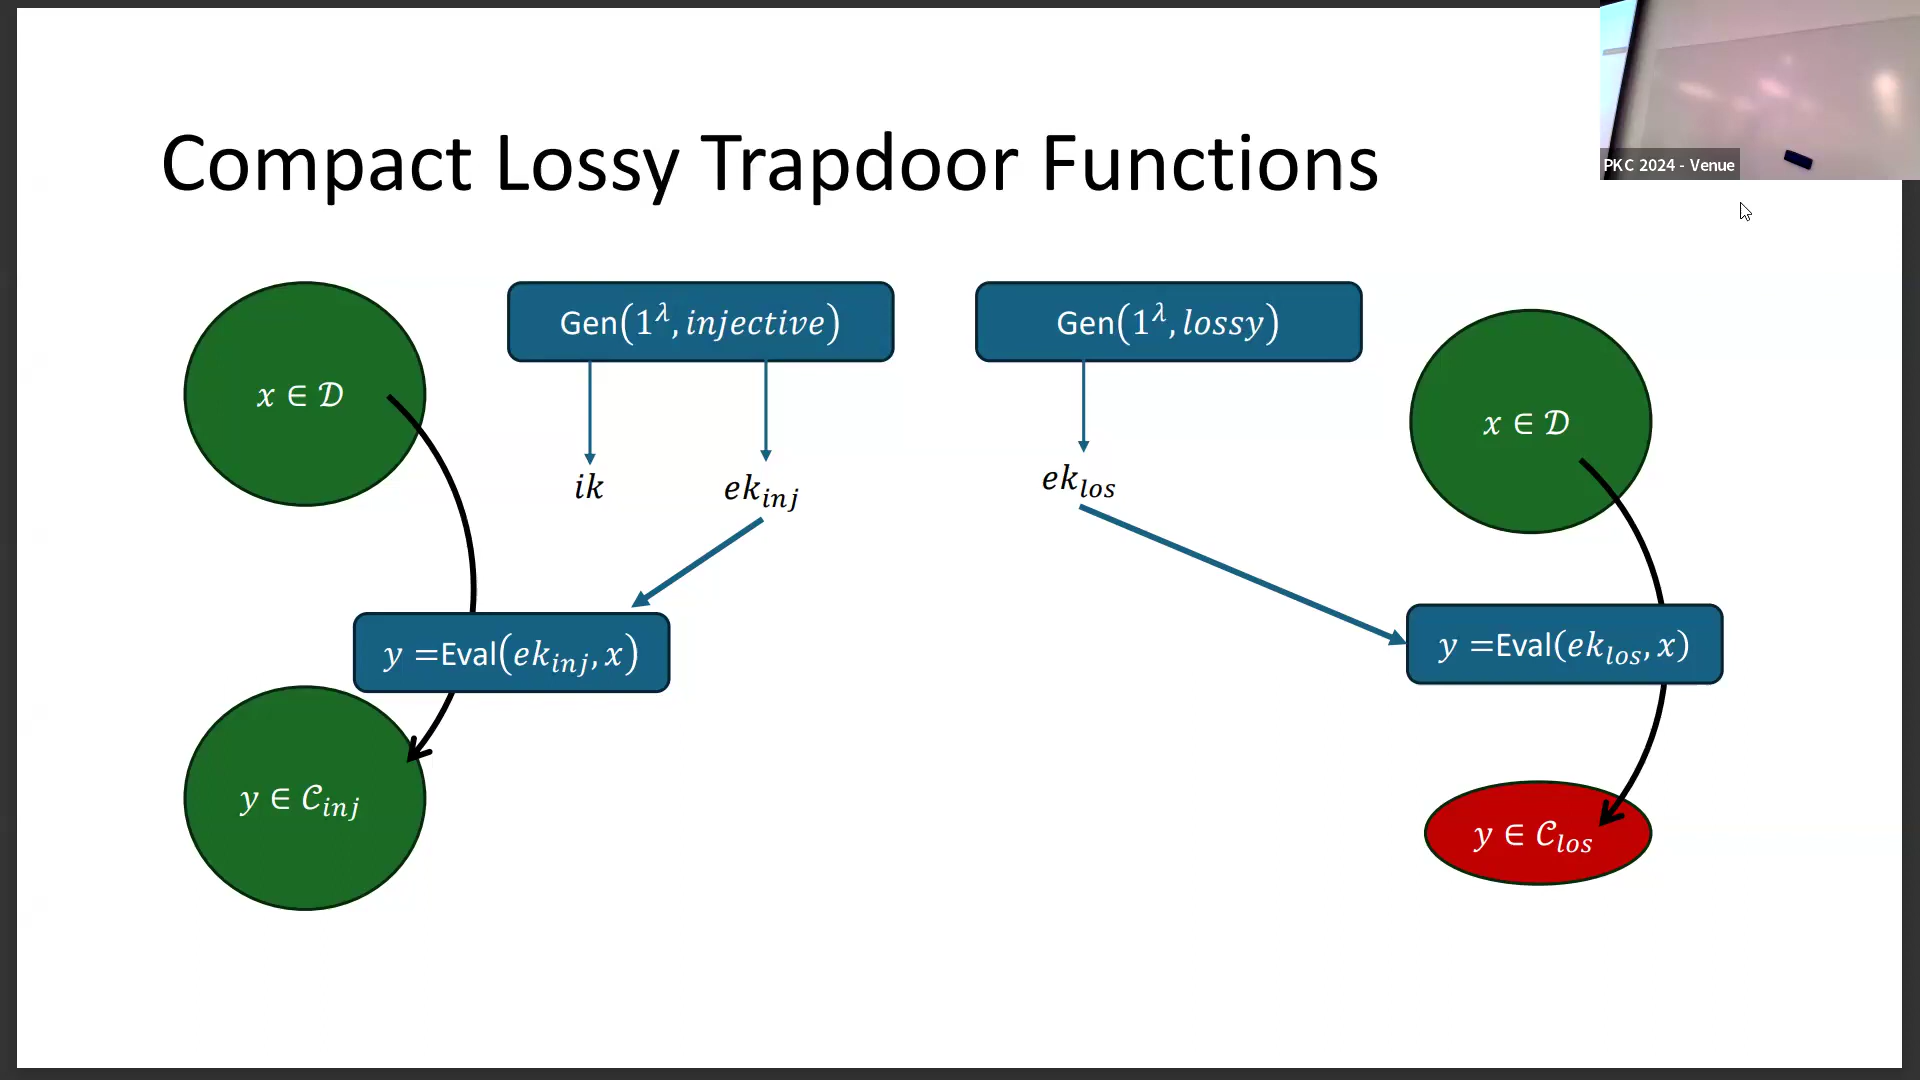 PKC 2024 - Venue
Compact Lossy Trapdoor Functions
Gen(1^λ, injective)
Gen(1^λ, lossy)
x ∈ 𝒟
x ∈ 𝒟
ik
ek_inj
ek_los
y =Eval(ek_inj, x)
y =Eval(ek_los, x)
y ∈ 𝒞_inj
y ∈ 𝒞_los